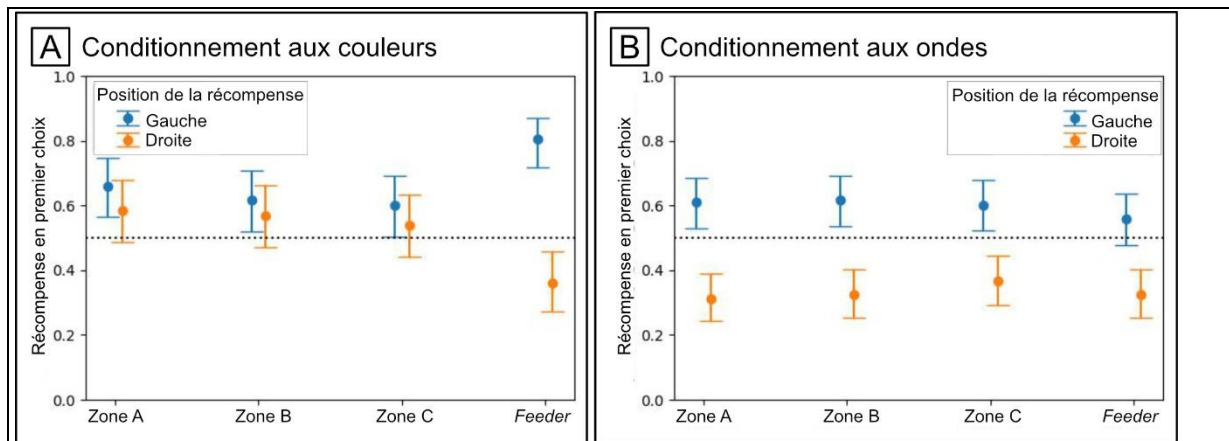 A Conditionnement aux couleurs
Récompense en premier choix
1.0
0.8
0.6
0.4
0.2
0.0
Position de la récompense
Gauche
Droite
Zone A Zone B Zone C Feeder
B Conditionnement aux ondes
Récompense en premier choix
1.0
0.8
0.6
0.4
0.2
0.0
Position de la récompense
Gauche
Droite
Zone A Zone B Zone C Feeder